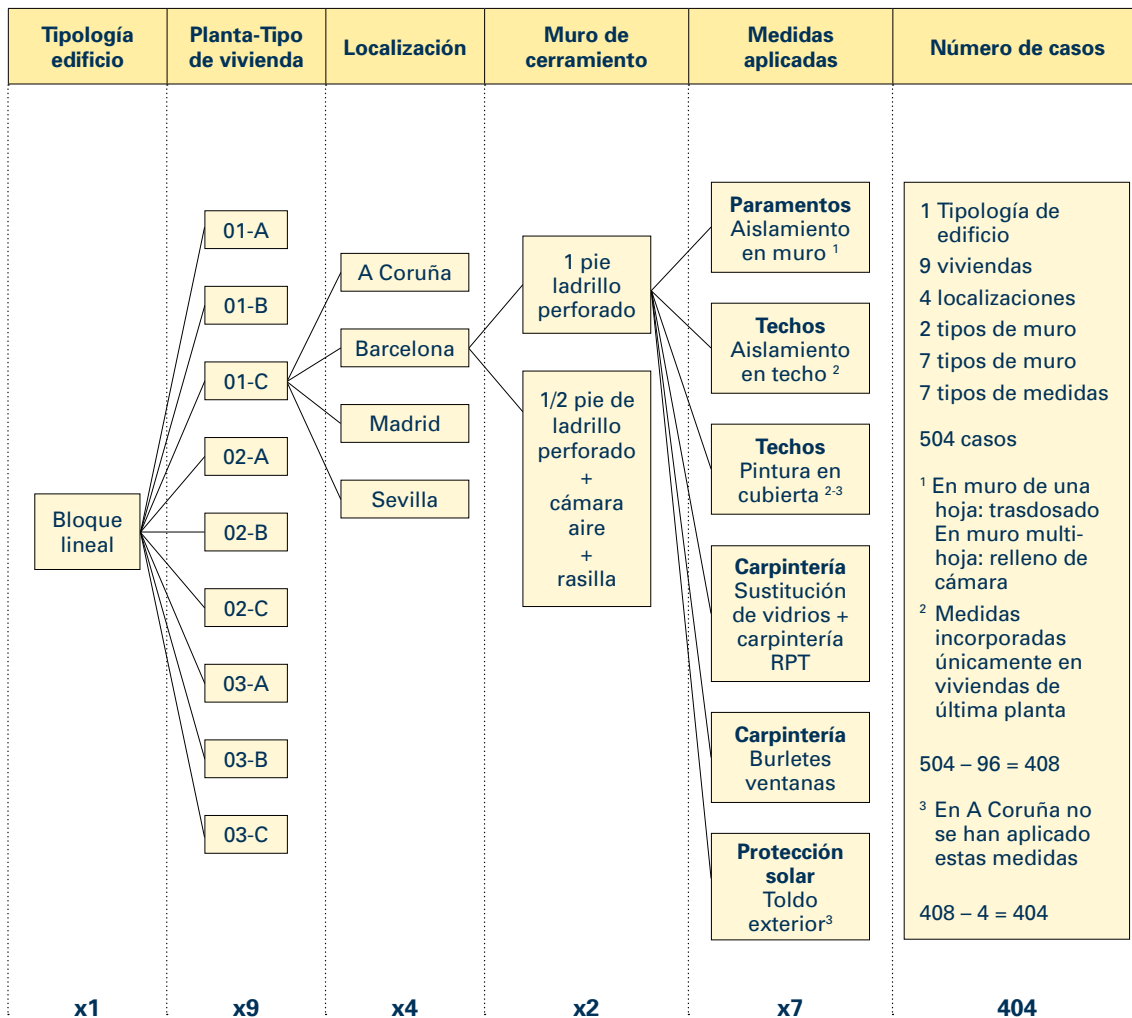 Tipología
edificio
Planta-Tipo
de vivienda
Localización
Muro de
cerramiento
Medidas
aplicadas
Número de casos
Bloque
lineal
01-A
01-B
01-C
02-A
02-B
02-C
03-A
03-B
03-C
A Coruña
Barcelona
Madrid
Sevilla
1 pie
ladrillo
perforado
1/2 pie de
ladrillo
perforado
+
cámara
aire
+
rasilla
Paramentos
Aislamiento
en muro ¹
Techos
Aislamiento
en techo ²
Techos
Pintura en
cubierta ²⁻³
Carpintería
Sustitución
de vidrios +
carpintería
RPT
Carpintería
Burletes
ventanas
Protección
solar
Toldo
exterior³
1 Tipología de
edificio
9 viviendas
4 localizaciones
2 tipos de muro
7 tipos de muro
7 tipos de medidas
504 casos
¹ En muro de una
hoja: trasdosado
En muro multi-
hoja: relleno de
cámara
² Medidas
incorporadas
únicamente en
viviendas de
última planta
504 – 96 = 408
³ En A Coruña no
se han aplicado
estas medidas
408 – 4 = 404
x1
x9
x4
x2
x7
404